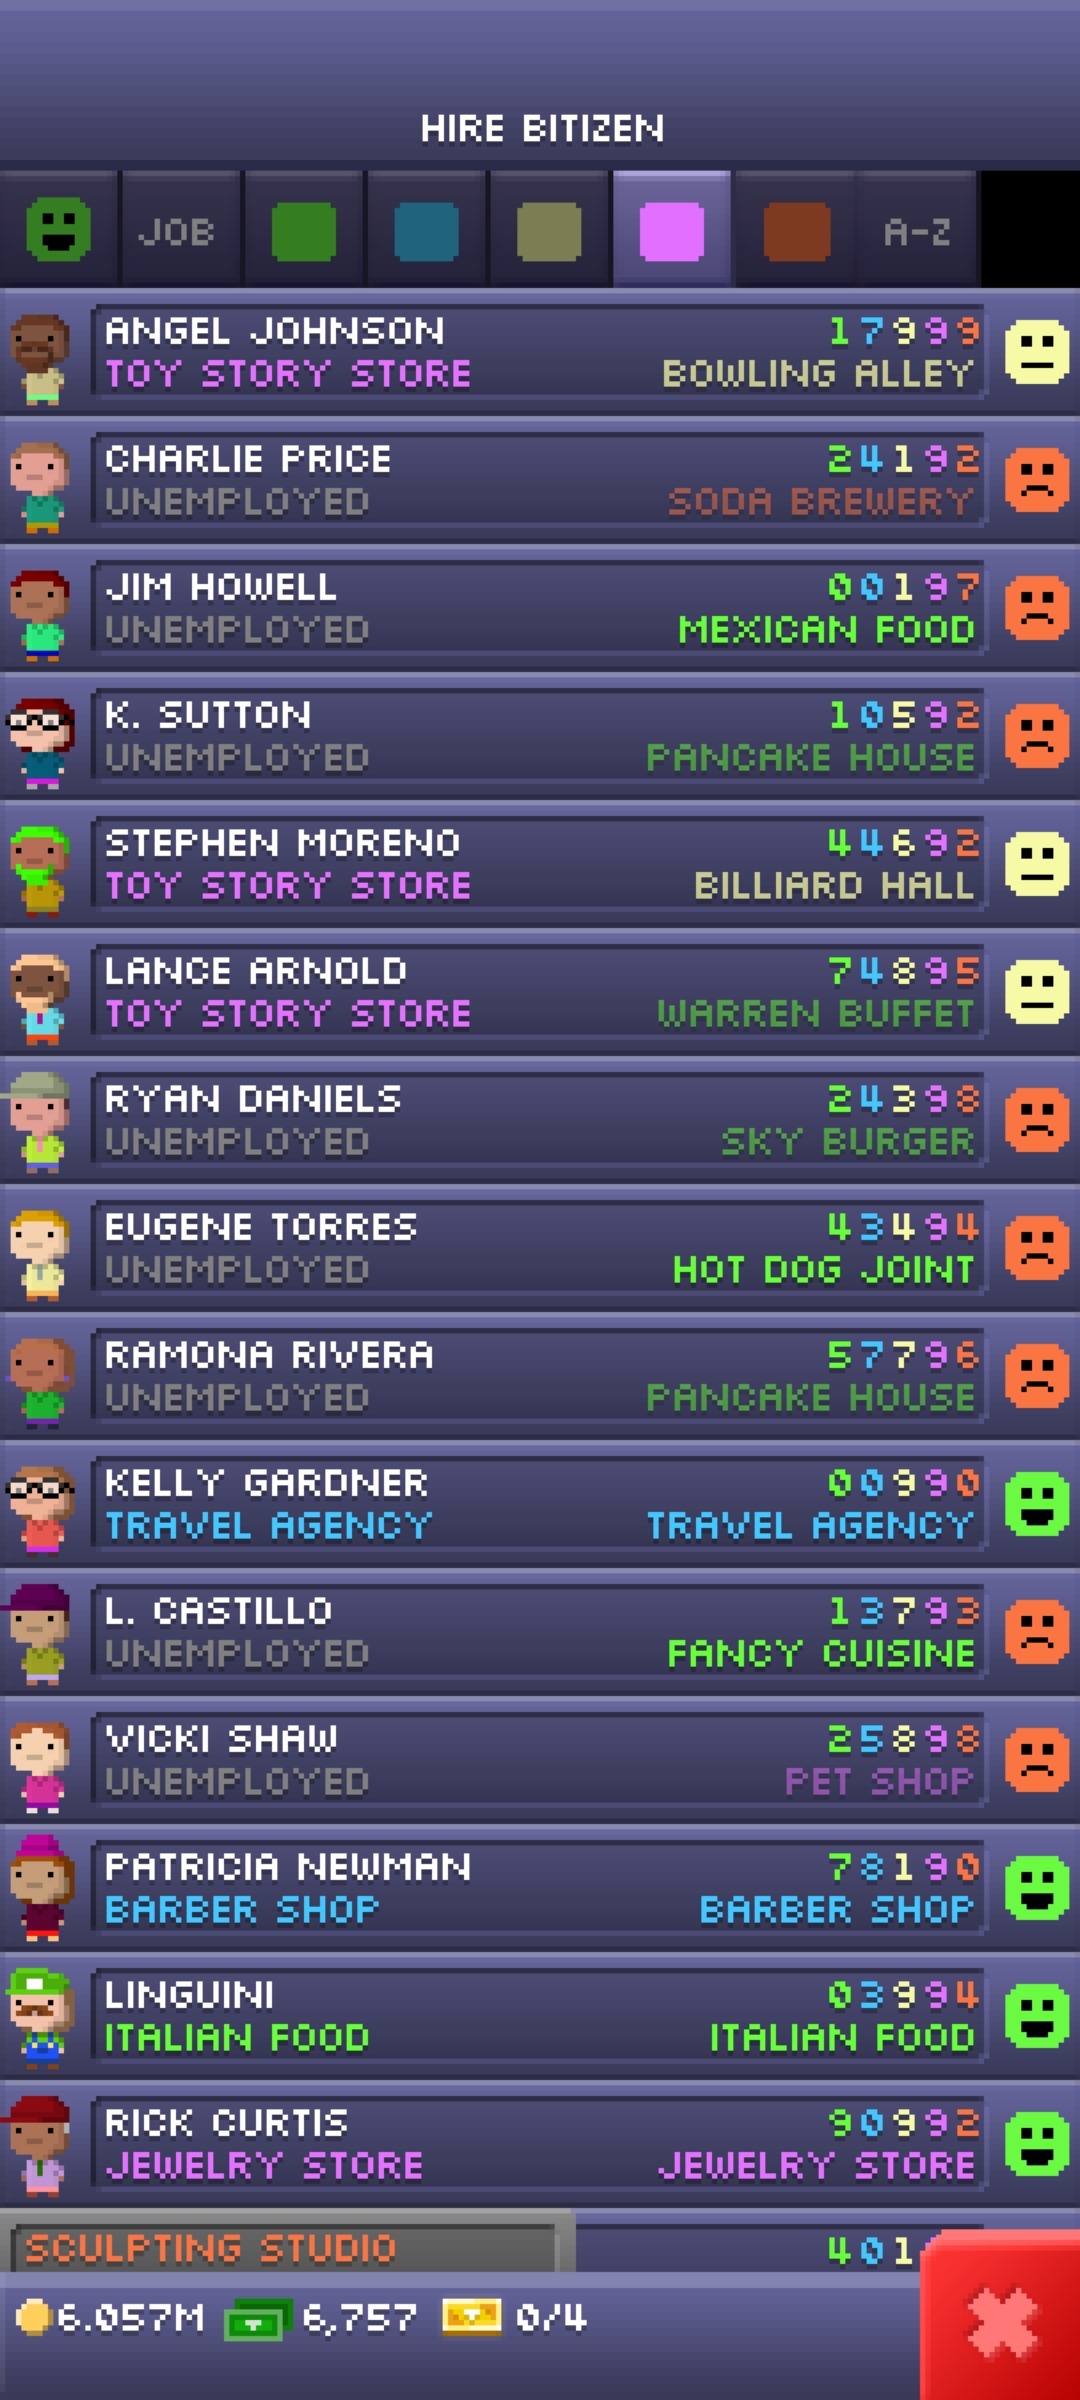 HIRE BITIZEN
JOB A-Z
ANGEL JOHNSON 17999
TOY STORY STORE BOWLING ALLEY
CHARLIE PRICE 24192
UNEMPLOYED SODA BREWERY
JIM HOWELL 00197
UNEMPLOYED MEXICAN FOOD
K. SUTTON 10592
UNEMPLOYED PANCAKE HOUSE
STEPHEN MORENO 44692
TOY STORY STORE BILLIARD HALL
LANCE ARNOLD 74895
TOY STORY STORE WARREN BUFFET
RYAN DANIELS 24398
UNEMPLOYED SKY BURGER
EUGENE TORRES 43494
UNEMPLOYED HOT DOG JOINT
RAMONA RIVERA 57796
UNEMPLOYED PANCAKE HOUSE
KELLY GARDNER 00990
TRAVEL AGENCY TRAVEL AGENCY
L. CASTILLO 13793
UNEMPLOYED FANCY CUISINE
VICKI SHAW 25898
UNEMPLOYED PET SHOP
PATRICIA NEWMAN 78190
BARBER SHOP BARBER SHOP
LINGUINI 03994
ITALIAN FOOD ITALIAN FOOD
RICK CURTIS 90992
JEWELRY STORE JEWELRY STORE
SCULPTING STUDIO 401
6.057M 6,757 0/4